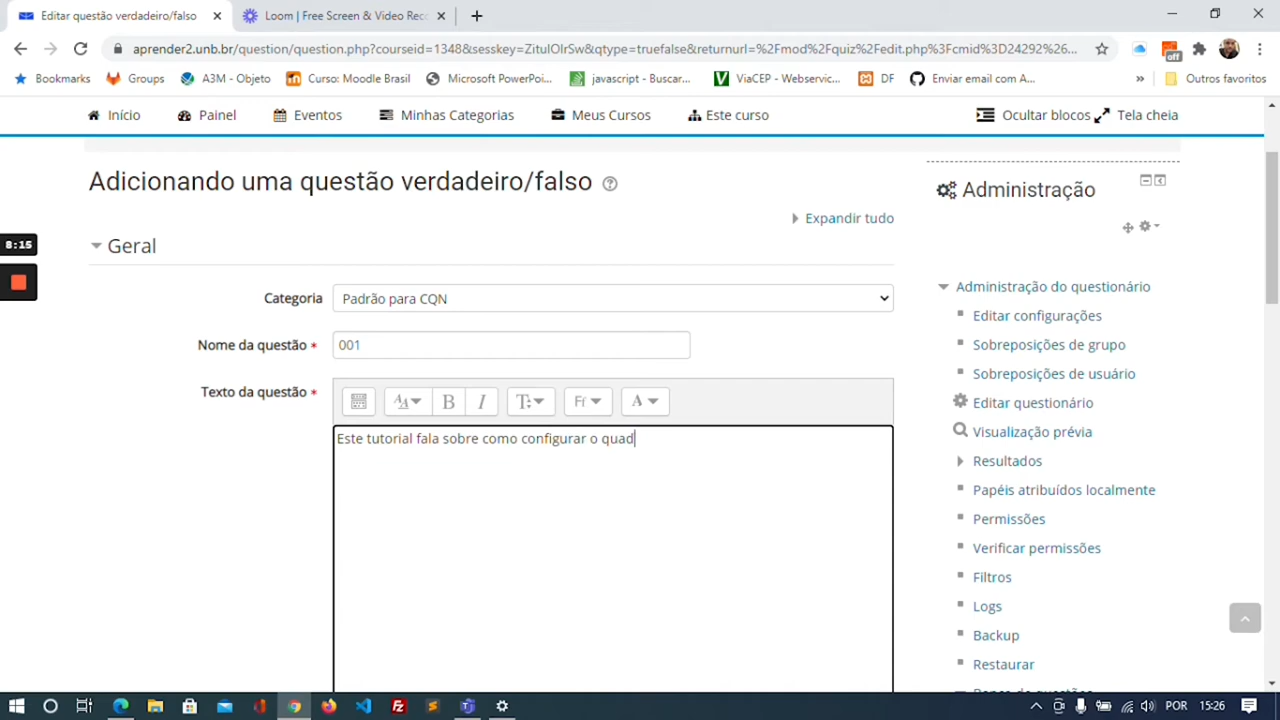 Editar questão verdadeiro/falso
Loom | Free Screen & Video Rec
aprender2.unb.br/question/question.php?courseid=1348&sesskey=ZitulOlrSw&qtype=truefalse&returnurl=%2Fmod%2Fquiz%2Fedit.php%3Fcmid%3D24292%26...
off
Bookmarks
Groups
A3M - Objeto
Curso: Moodle Brasil
Microsoft PowerPoi...
javascript - Buscar...
ViaCEP - Webservic...
DF
Enviar email com A...
»
Outros favoritos
Início
Painel
Eventos
Minhas Categorias
Meus Cursos
Este curso
Ocultar blocos
Tela cheia
Adicionando uma questão verdadeiro/falso
Expandir tudo
8:15
Geral
Categoria
Padrão para CQN
Nome da questão *
001
Texto da questão *
Este tutorial fala sobre como configurar o quad
Administração
Administração do questionário
Editar configurações
Sobreposições de grupo
Sobreposições de usuário
Editar questionário
Visualização prévia
Resultados
Papéis atribuídos localmente
Permissões
Verificar permissões
Filtros
Logs
Backup
Restaurar
Banco de questões
POR
15:26